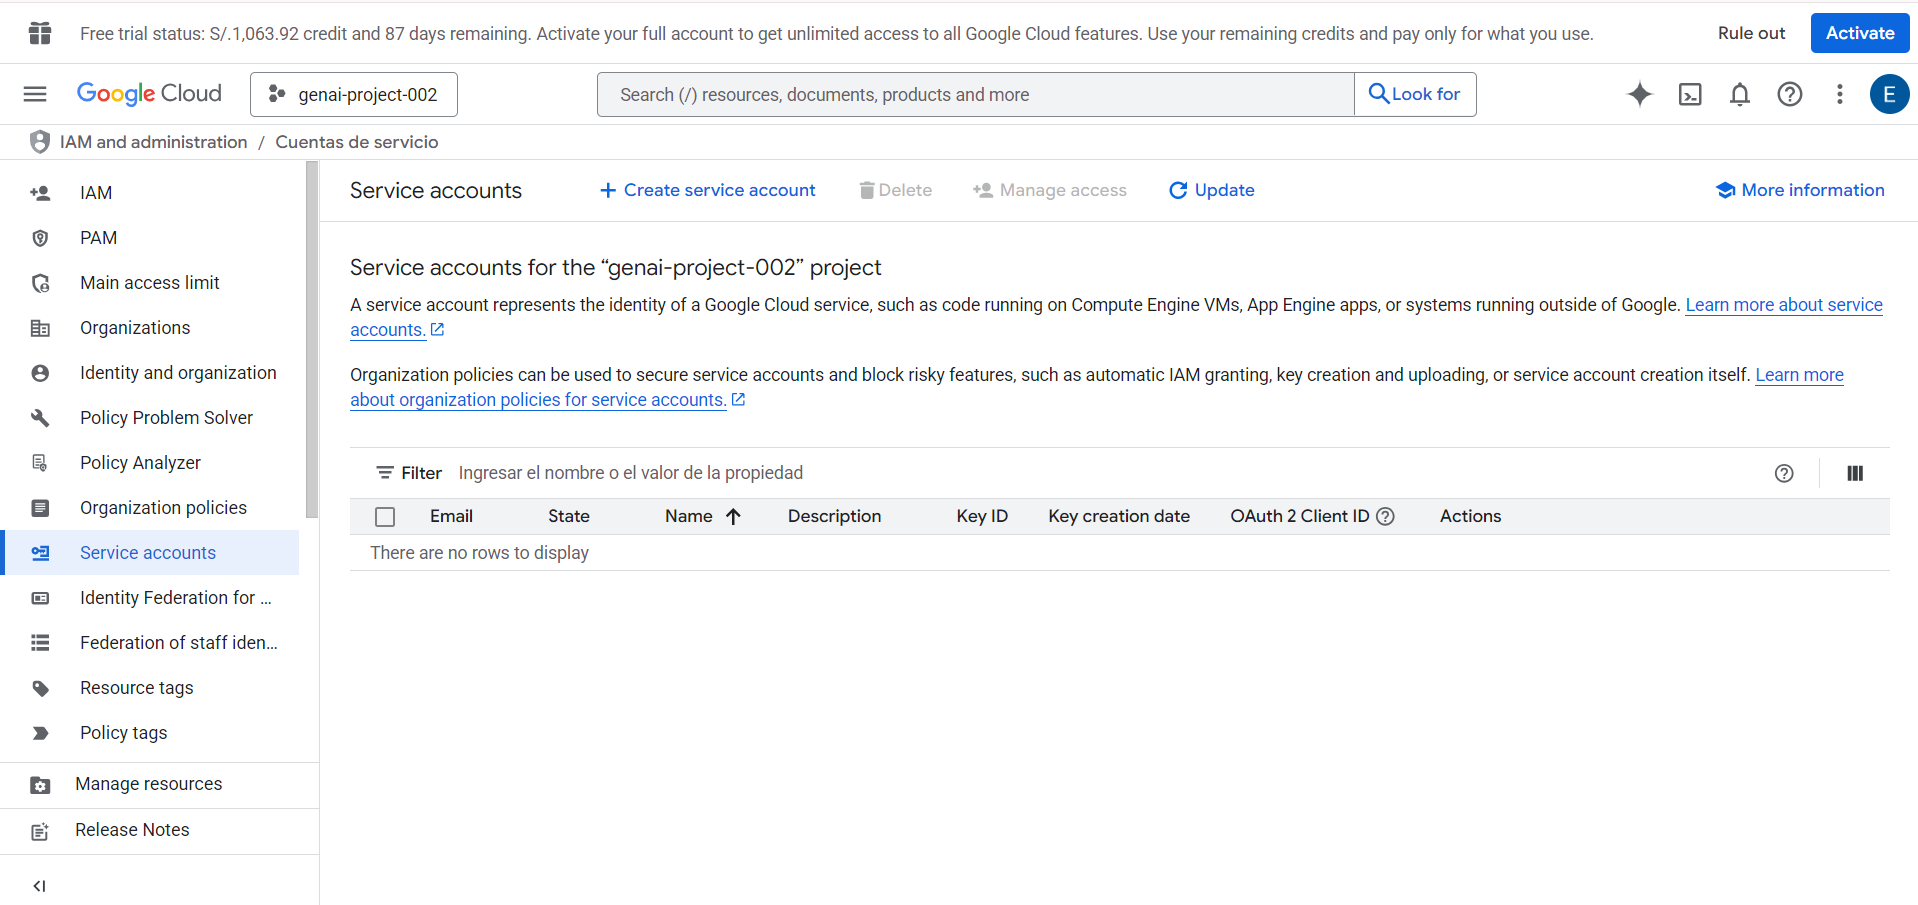 Free trial status: S/.1,063.92 credit and 87 days remaining. Activate your full account to get unlimited access to all Google Cloud features. Use your remaining credits and pay only for what you use.
Rule out
Activate
Google Cloud
genai-project-002
Search (/) resources, documents, products and more
Look for
E
IAM and administration / Cuentas de servicio
IAM
PAM
Main access limit
Organizations
Identity and organization
Policy Problem Solver
Policy Analyzer
Organization policies
Service accounts
Identity Federation for ...
Federation of staff iden...
Resource tags
Policy tags
Manage resources
Release Notes
Service accounts
Create service account
Delete
Manage access
Update
More information
Service accounts for the “genai-project-002” project
A service account represents the identity of a Google Cloud service, such as code running on Compute Engine VMs, App Engine apps, or systems running outside of Google. Learn more about service
accounts.
Organization policies can be used to secure service accounts and block risky features, such as automatic IAM granting, key creation and uploading, or service account creation itself. Learn more
about organization policies for service accounts.
Filter Ingresar el nombre o el valor de la propiedad
Email State Name Description Key ID Key creation date OAuth 2 Client ID Actions
There are no rows to display